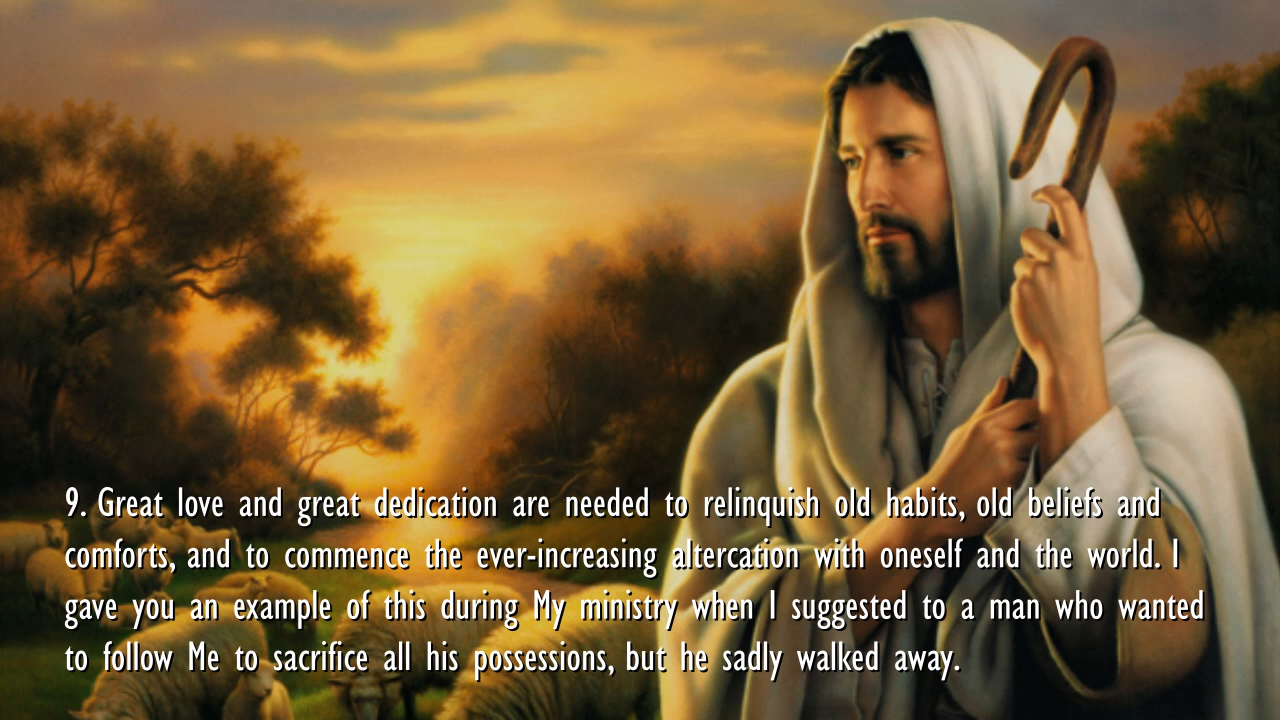 9. Great love and great dedication are needed to relinquish old habits, old beliefs and
comforts, and to commence the ever-increasing altercation with oneself and the world. I
gave you an example of this during My ministry when I suggested to a man who wanted
to follow Me to sacrifice all his possessions, but he sadly walked away.